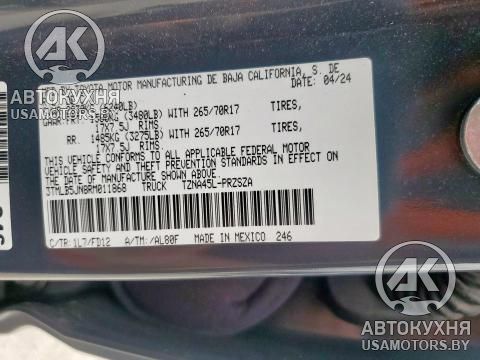 АВТОКУХНЯ
USAMOTORS.BY
TOYOTA MOTOR MANUFACTURING DE BAJA CALIFORNIA, S. DE
DATE: 04/24
(3480LB) WITH 265/70R17 TIRES,
17X7.5J RIMS
RR. 1485KG (3275LB) WITH 265/70R17 TIRES,
17X7.5J RIMS
THIS VEHICLE CONFORMS TO ALL APPLICABLE FEDERAL MOTOR
VEHICLE SAFETY STANDARDS IN EFFECT ON THE DATE OF
MANUFACTURE SHOWN ABOVE.
3TMLB5JN8RM011868 TRUCK TZNA45L-PRZSZA
C/TR:1L7/FD12 A/TM:/AL80F MADE IN MEXICO 246
АК
АВТОКУХНЯ
USAMOTORS.BY